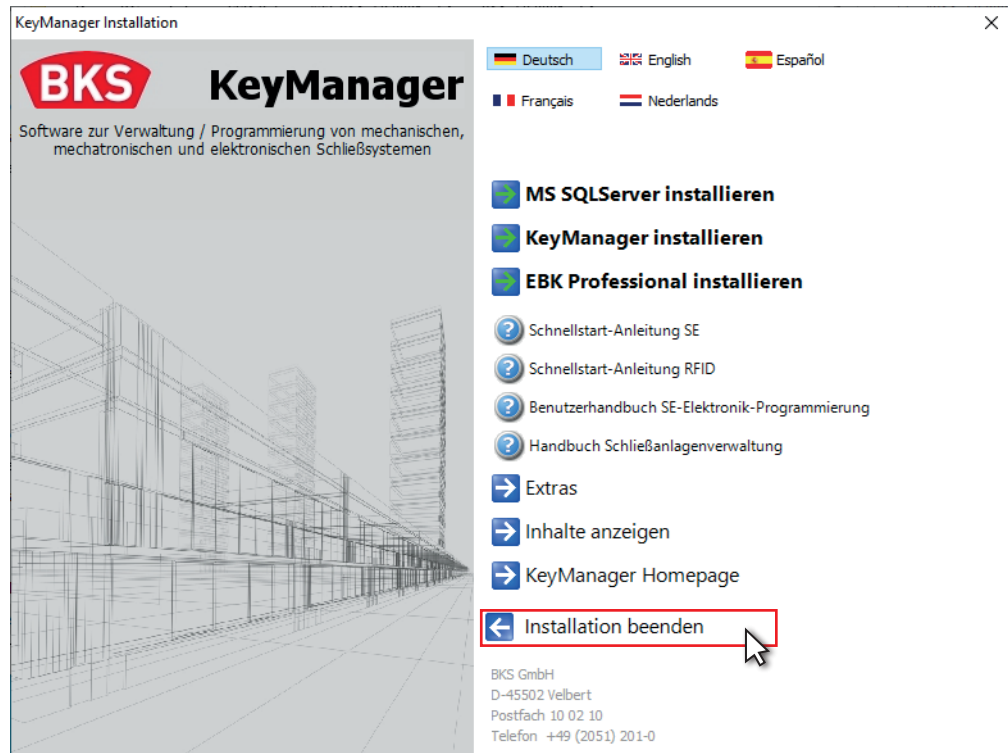 KeyManager Installation
BKS
KeyManager
Software zur Verwaltung / Programmierung von mechanischen,
mechatronischen und elektronischen Schließsystemen
Deutsch
English
Español
Français
Nederlands
MS SQLServer installieren
KeyManager installieren
EBK Professional installieren
Schnellstart-Anleitung SE
Schnellstart-Anleitung RFID
Benutzerhandbuch SE-Elektronik-Programmierung
Handbuch Schließanlagenverwaltung
Extras
Inhalte anzeigen
KeyManager Homepage
Installation beenden
BKS GmbH
D-45502 Velbert
Postfach 10 02 10
Telefon +49 (2051) 201-0